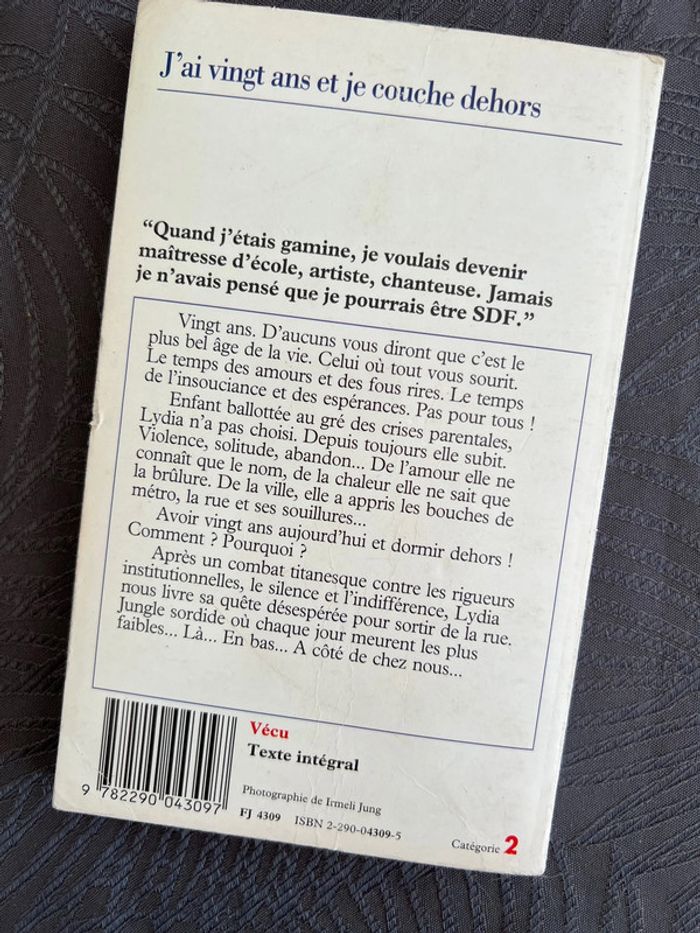 J'ai vingt ans et je couche dehors
“Quand j'étais gamine, je voulais devenir
maîtresse d'école, artiste, chanteuse. Jamais
je n'avais pensé que je pourrais être SDF.”
Vingt ans. D'aucuns vous diront que c'est le
plus bel âge de la vie. Celui où tout vous sourit.
Le temps des amours et des fous rires. Le temps
de l'insouciance et des espérances. Pas pour tous !
Enfant ballottée au gré des crises parentales,
Lydia n'a pas choisi. Depuis toujours elle subit.
Violence, solitude, abandon... De l'amour elle ne
connaît que le nom, de la chaleur elle ne sait que
la brûlure. De la ville, elle a appris les bouches de
métro, la rue et ses souillures...
Avoir vingt ans aujourd'hui et dormir dehors !
Comment ? Pourquoi ?
Après un combat titanesque contre les rigueurs
institutionnelles, le silence et l'indifférence, Lydia
nous livre sa quête désespérée pour sortir de la rue.
Jungle sordide où chaque jour meurent les plus
faibles... Là... En bas... A côté de chez nous...
Vécu
Texte intégral
9 782290 043097
Photographie de Irmeli Jung
FJ 4309 ISBN 2-290-04309-5
Catégorie 2